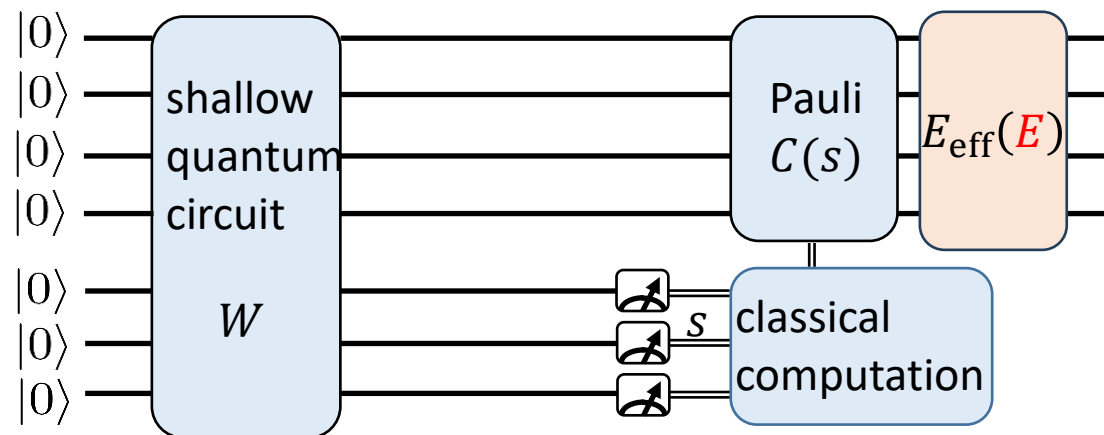 |0⟩
|0⟩
|0⟩
|0⟩
|0⟩
|0⟩
|0⟩
shallow
quantum
circuit
W
Pauli
C(s)
E_eff(E)
s
classical
computation